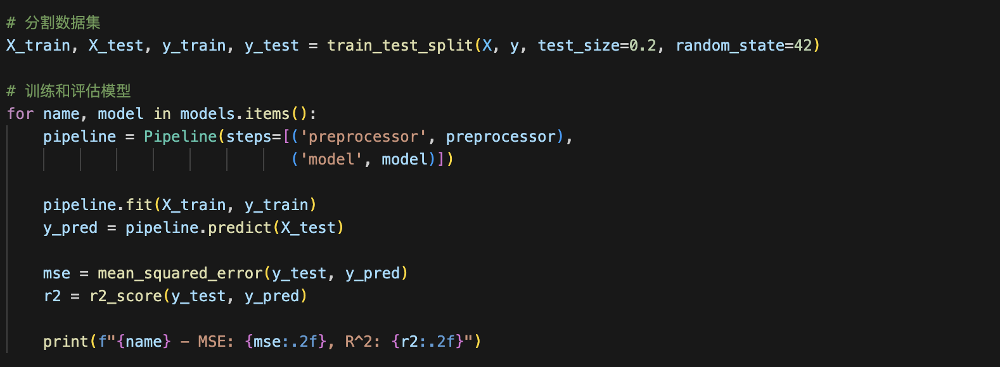 # 分割数据集
X_train, X_test, y_train, y_test = train_test_split(X, y, test_size=0.2, random_state=42)
# 训练和评估模型
for name, model in models.items():
    pipeline = Pipeline(steps=[('preprocessor', preprocessor),
                               ('model', model)])
    pipeline.fit(X_train, y_train)
    y_pred = pipeline.predict(X_test)
    mse = mean_squared_error(y_test, y_pred)
    r2 = r2_score(y_test, y_pred)
    print(f"{name} - MSE: {mse:.2f}, R^2: {r2:.2f}")